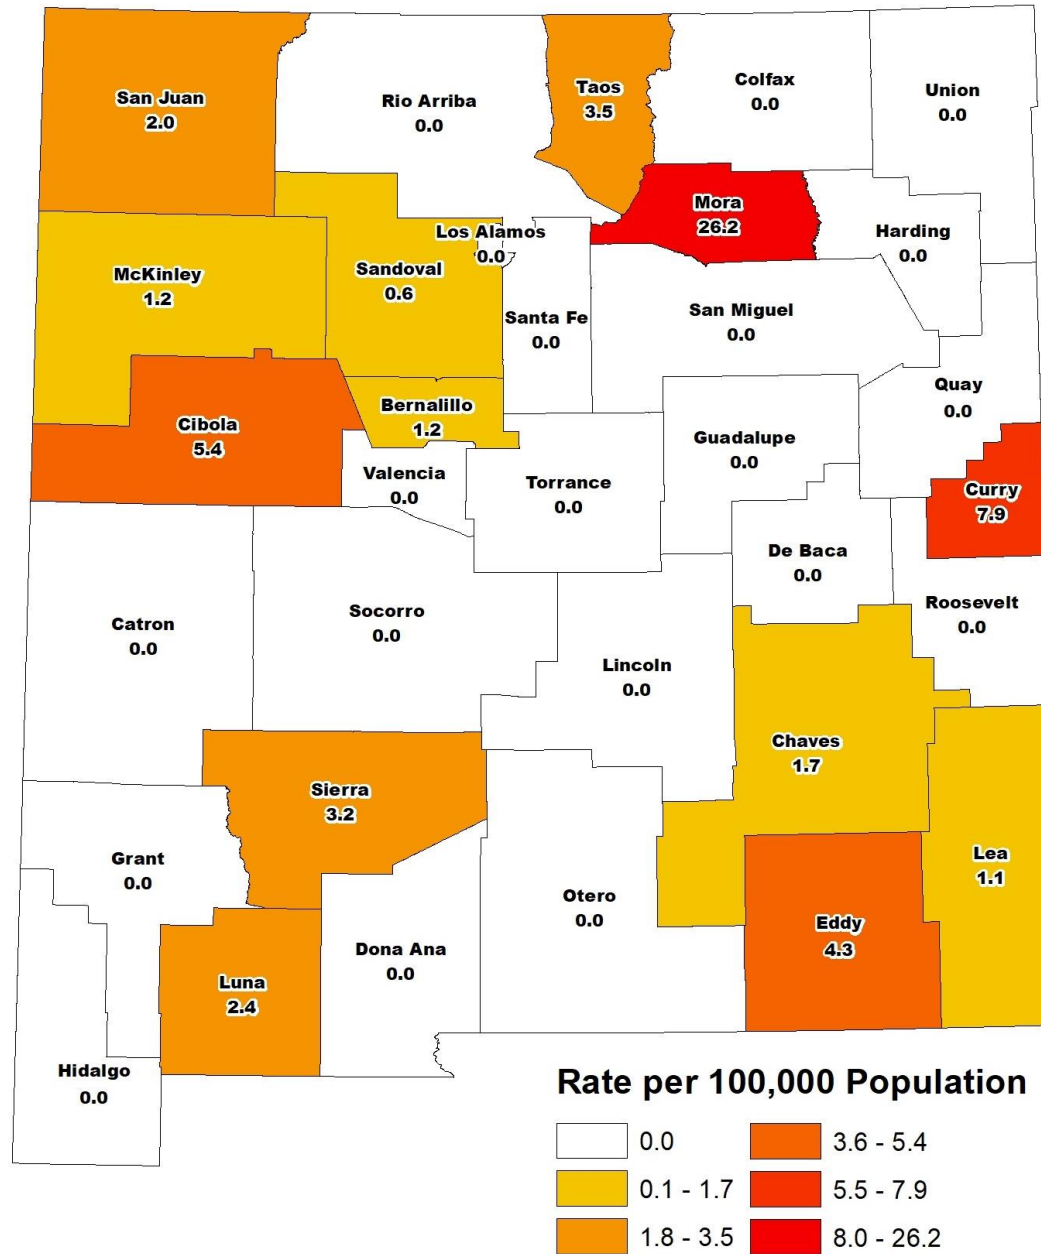 San Juan
2.0
Rio Arriba
0.0
Taos
3.5
Colfax
0.0
Union
0.0
Mora
26.2
Harding
0.0
Los Alamos
0.0
McKinley
1.2
Sandoval
0.6
Santa Fe
0.0
San Miguel
0.0
Quay
0.0
Cibola
5.4
Bernalillo
1.2
Guadalupe
0.0
Valencia
0.0
Torrance
0.0
Curry
7.9
De Baca
0.0
Roosevelt
0.0
Catron
0.0
Socorro
0.0
Lincoln
0.0
Chaves
1.7
Sierra
3.2
Grant
0.0
Otero
0.0
Lea
1.1
Eddy
4.3
Dona Ana
0.0
Luna
2.4
Hidalgo
0.0
Rate per 100,000 Population
0.0
0.1 - 1.7
1.8 - 3.5
3.6 - 5.4
5.5 - 7.9
8.0 - 26.2